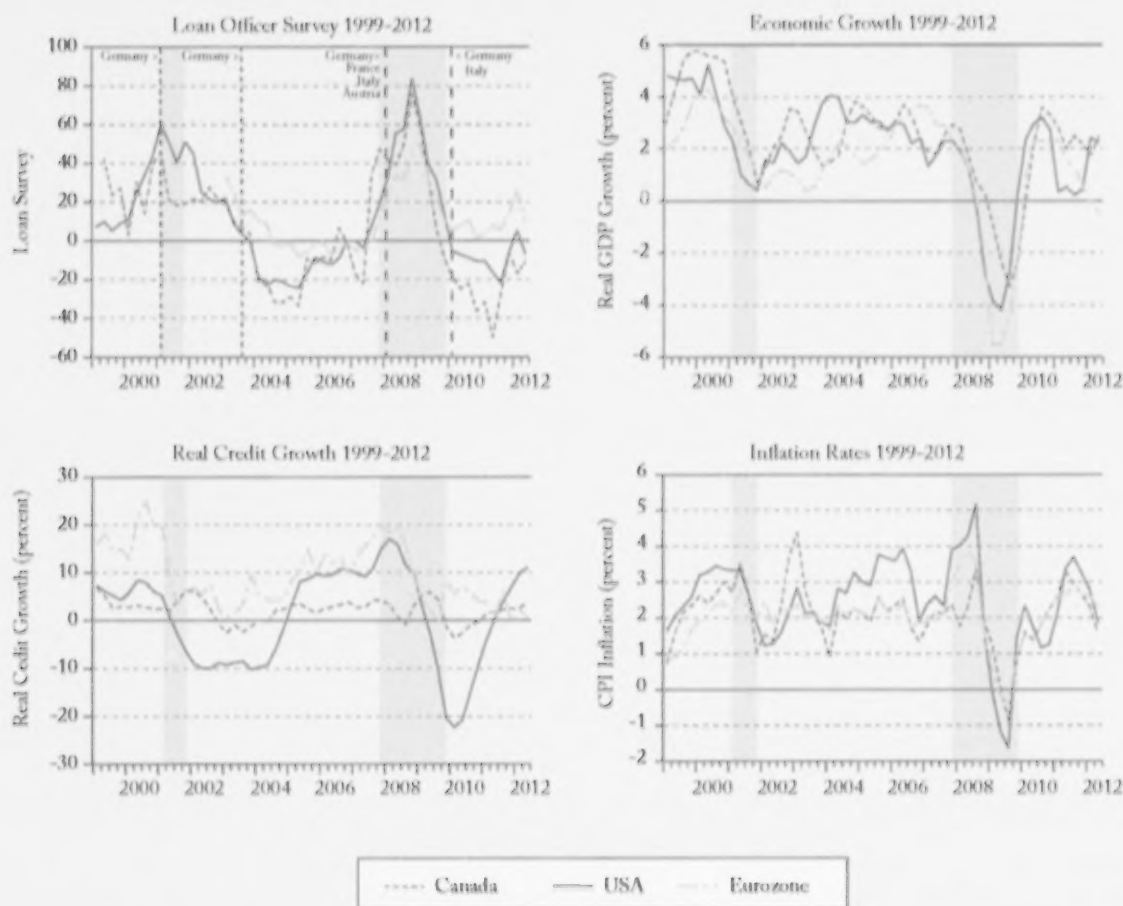 Loan Officer Survey 1999-2012
100
80
60
40
20
0
-20
-40
-60
Loan Survey
Germany
Germany
Germany
France
Italy
Austria
Germany
Italy
2000 2002 2004 2006 2008 2010 2012
Economic Growth 1999-2012
6
4
2
0
-2
-4
-6
Real GDP Growth (percent)
2000 2002 2004 2006 2008 2010 2012
Real Credit Growth 1999-2012
30
20
10
0
-10
-20
-30
Real Cedit Growth (percent)
2000 2002 2004 2006 2008 2010 2012
Inflation Rates 1999-2012
6
5
4
3
2
1
0
-1
-2
CPI Inflation (percent)
2000 2002 2004 2006 2008 2010 2012
Canada USA Eurozone